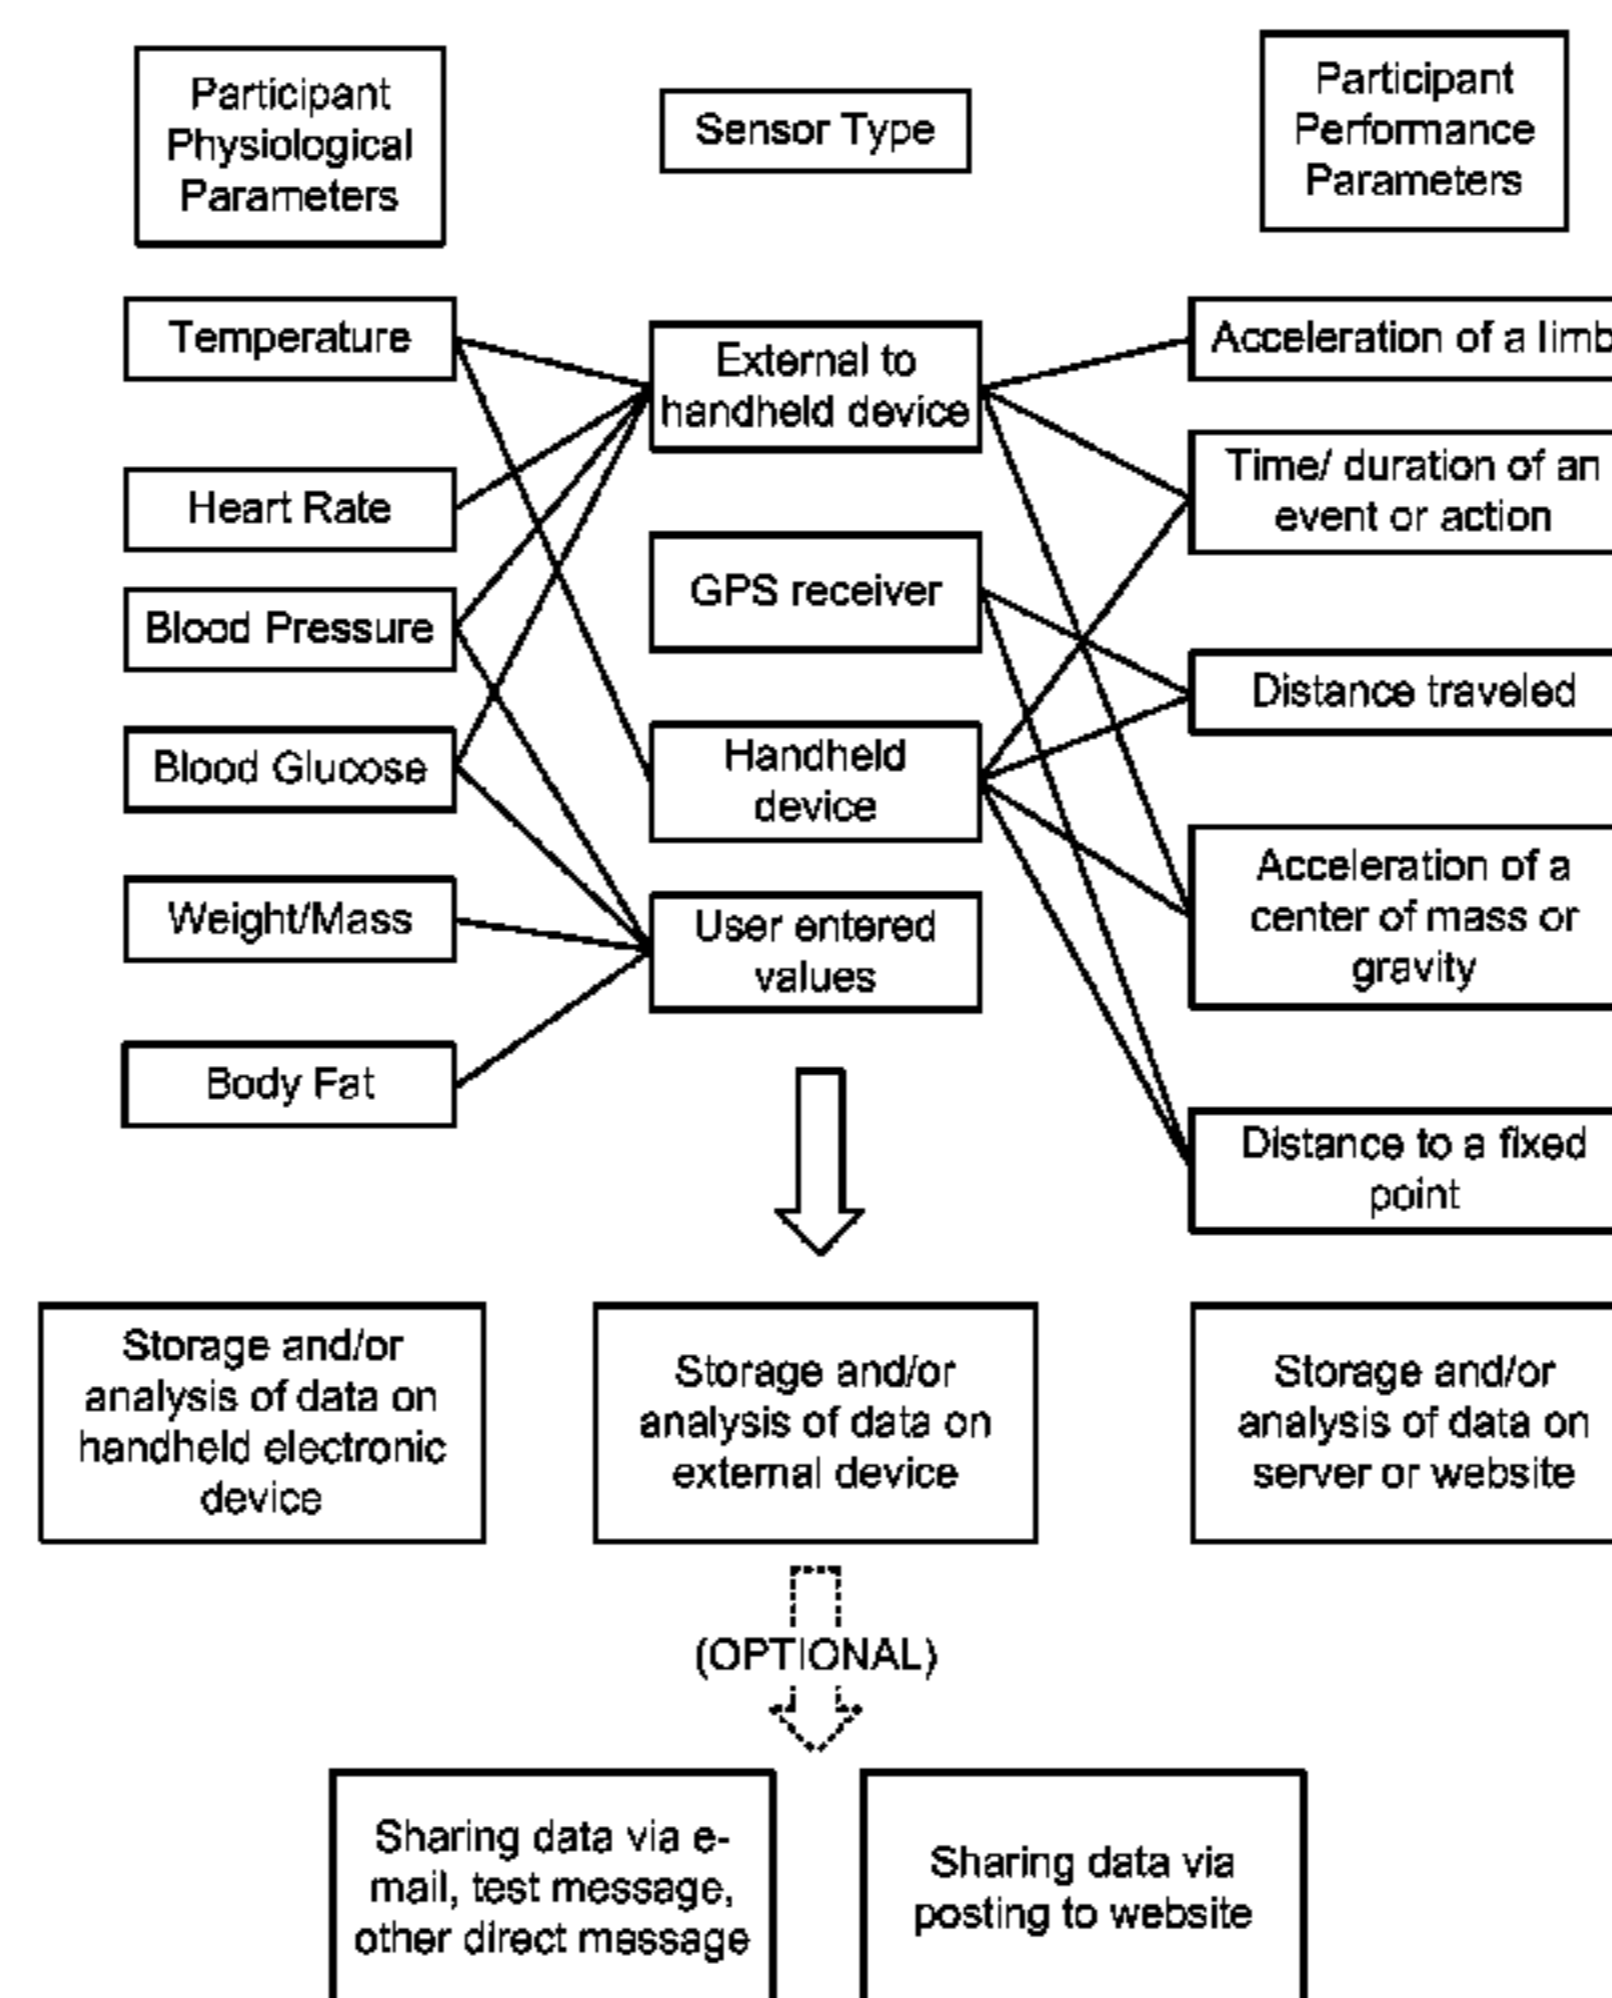 Participant
Physiological
Parameters
Sensor Type
Participant
Performance
Parameters
Temperature
Heart Rate
Blood Pressure
Blood Glucose
Weight/Mass
Body Fat
External to
handheld device
GPS receiver
Handheld
device
User entered
values
Acceleration of a limb
Time/ duration of an
event or action
Distance traveled
Acceleration of a
center of mass or
gravity
Distance to a fixed
point
Storage and/or
analysis of data on
handheld electronic
device
Storage and/or
analysis of data on
external device
Storage and/or
analysis of data on
server or website
(OPTIONAL)
Sharing data via e-
mail, test message,
other direct message
Sharing data via
posting to website